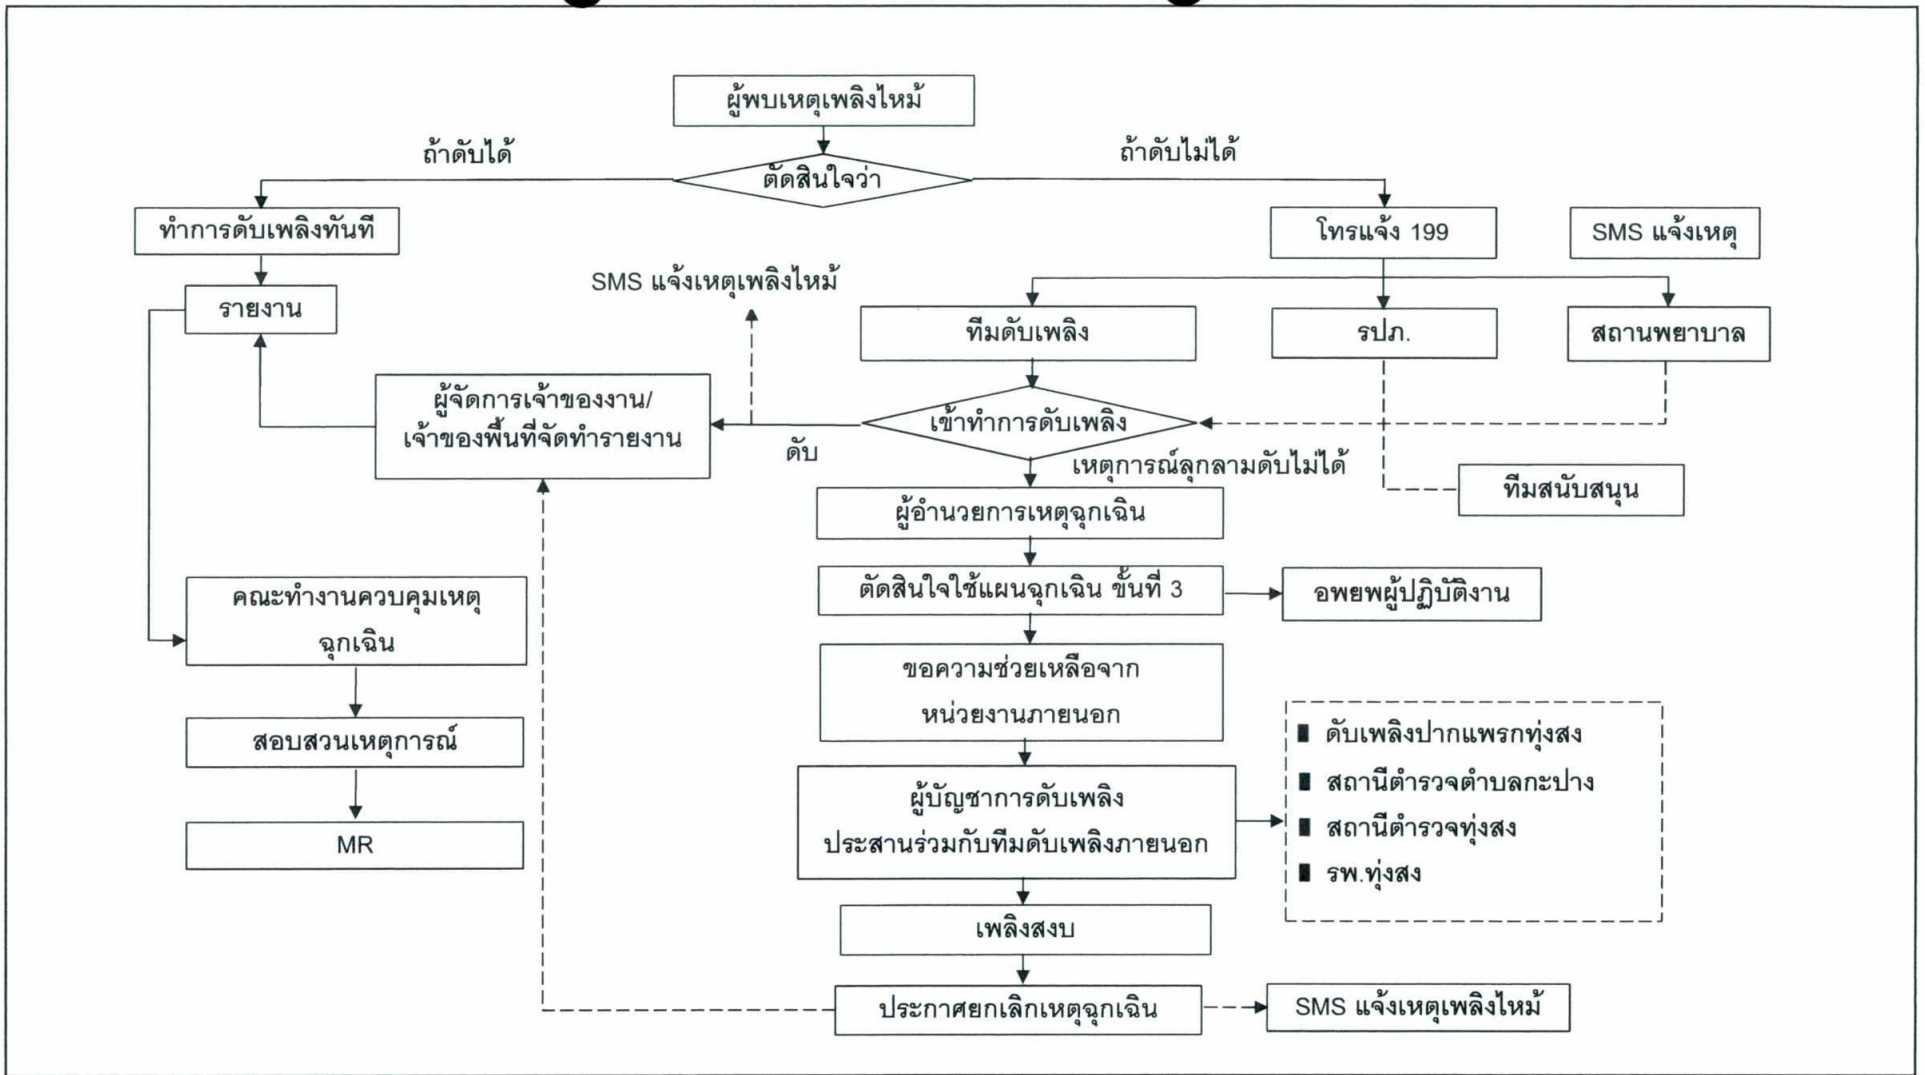 ผู้พบเหตุเพลิงไหม้
ถ้าดับได้
ถ้าดับไม่ได้
ตัดสินใจว่า
ทำการดับเพลิงทันที
โทรแจ้ง 199
SMS แจ้งเหตุ
SMS แจ้งเหตุเพลิงไหม้
รายงาน
ทีมดับเพลิง
รปภ.
สถานพยาบาล
ผู้จัดการเจ้าของงาน/
เจ้าของพื้นที่จัดทำรายงาน
เข้าทำการดับเพลิง
ดับ
เหตุการณ์ลุกลามดับไม่ได้
ทีมสนับสนุน
ผู้อำนวยการเหตุฉุกเฉิน
ตัดสินใจใช้แผนฉุกเฉิน ขั้นที่ 3
อพยพผู้ปฏิบัติงาน
คณะทำงานควบคุมเหตุ
ฉุกเฉิน
ขอความช่วยเหลือจาก
หน่วยงานภายนอก
สอบสวนเหตุการณ์
ดับเพลิงปากแพรกทุ่งสง
สถานีตำรวจตำบลกะปาง
สถานีตำรวจทุ่งสง
รพ.ทุ่งสง
ผู้บัญชาการดับเพลิง
ประสานร่วมกับทีมดับเพลิงภายนอก
MR
เพลิงสงบ
ประกาศยกเลิกเหตุฉุกเฉิน
SMS แจ้งเหตุเพลิงไหม้